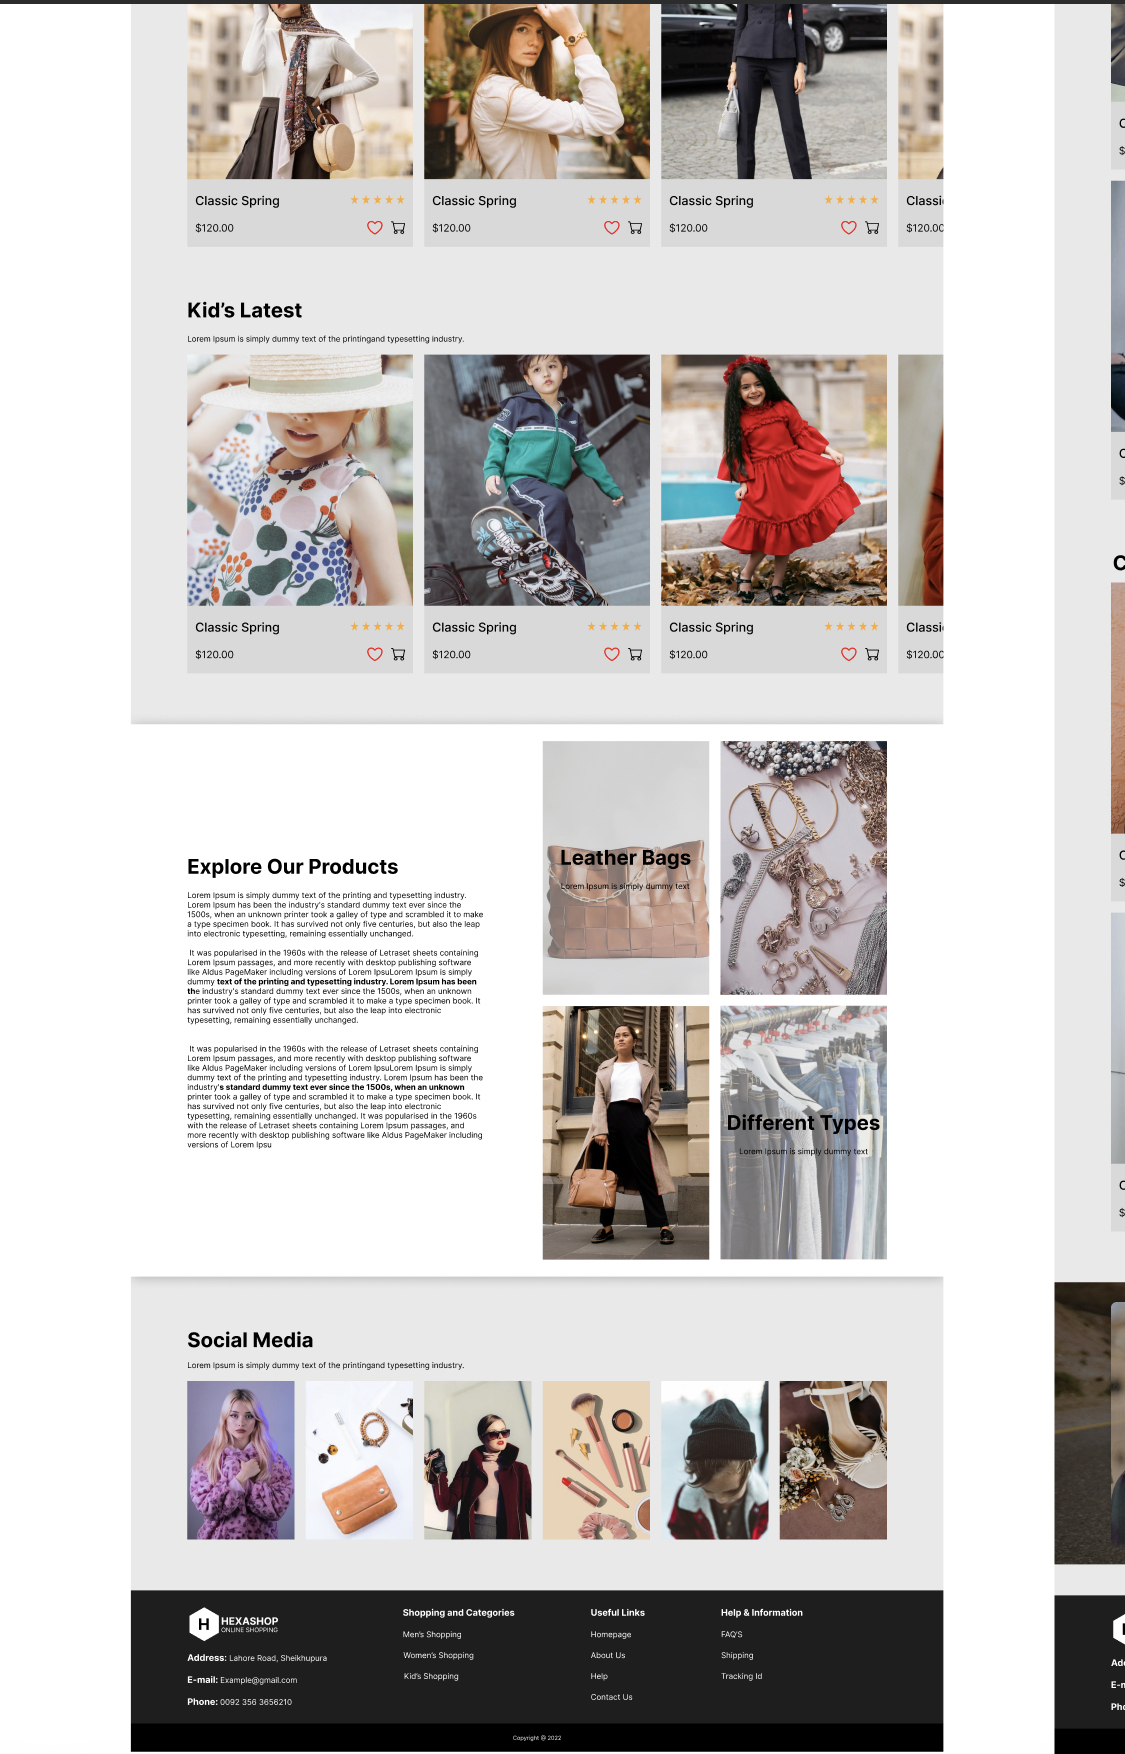 Classic Spring
$120.00
Classic Spring
$120.00
Classic Spring
$120.00
Classi
$120.00
Kid’s Latest
Lorem Ipsum is simply dummy text of the printingand typesetting industry.
Classic Spring
$120.00
Classic Spring
$120.00
Classic Spring
$120.00
Classi
$120.00
Explore Our Products
Lorem Ipsum is simply dummy text of the printing and typesetting industry.
Lorem Ipsum has been the industry's standard dummy text ever since the
1500s, when an unknown printer took a galley of type and scrambled it to make
a type specimen book. It has survived not only five centuries, but also the leap
into electronic typesetting, remaining essentially unchanged.
It was popularised in the 1960s with the release of Letraset sheets containing
Lorem Ipsum passages, and more recently with desktop publishing software
like Aldus PageMaker including versions of Lorem IpsuLorem Ipsum is simply
dummy text of the printing and typesetting industry. Lorem Ipsum has been
the industry's standard dummy text ever since the 1500s, when an unknown
printer took a galley of type and scrambled it to make a type specimen book. It
has survived not only five centuries, but also the leap into electronic
typesetting, remaining essentially unchanged.
It was popularised in the 1960s with the release of Letraset sheets containing
Lorem Ipsum passages, and more recently with desktop publishing software
like Aldus PageMaker including versions of Lorem IpsuLorem Ipsum is simply
dummy text of the printing and typesetting industry. Lorem Ipsum has been the
industry's standard dummy text ever since the 1500s, when an unknown
printer took a galley of type and scrambled it to make a type specimen book. It
has survived not only five centuries, but also the leap into electronic
typesetting, remaining essentially unchanged. It was popularised in the 1960s
with the release of Letraset sheets containing Lorem Ipsum passages, and
more recently with desktop publishing software like Aldus PageMaker including
versions of Lorem Ipsu
Leather Bags
Lorem Ipsum is simply dummy text
Different Types
Lorem Ipsum is simply dummy text
Social Media
Lorem Ipsum is simply dummy text of the printingand typesetting industry.
H
HEXASHOP
ONLINE SHOPPING
Address: Lahore Road, Sheikhupura
E-mail: Example@gmail.com
Phone: 0092 356 3656210
Shopping and Categories
Men's Shopping
Women's Shopping
Kid's Shopping
Useful Links
Homepage
About Us
Help
Contact Us
Help & Information
FAQ'S
Shipping
Tracking Id
Copyright @ 2022
C
$
C
$
C
C
$
C
$
Add
E-m
Pho